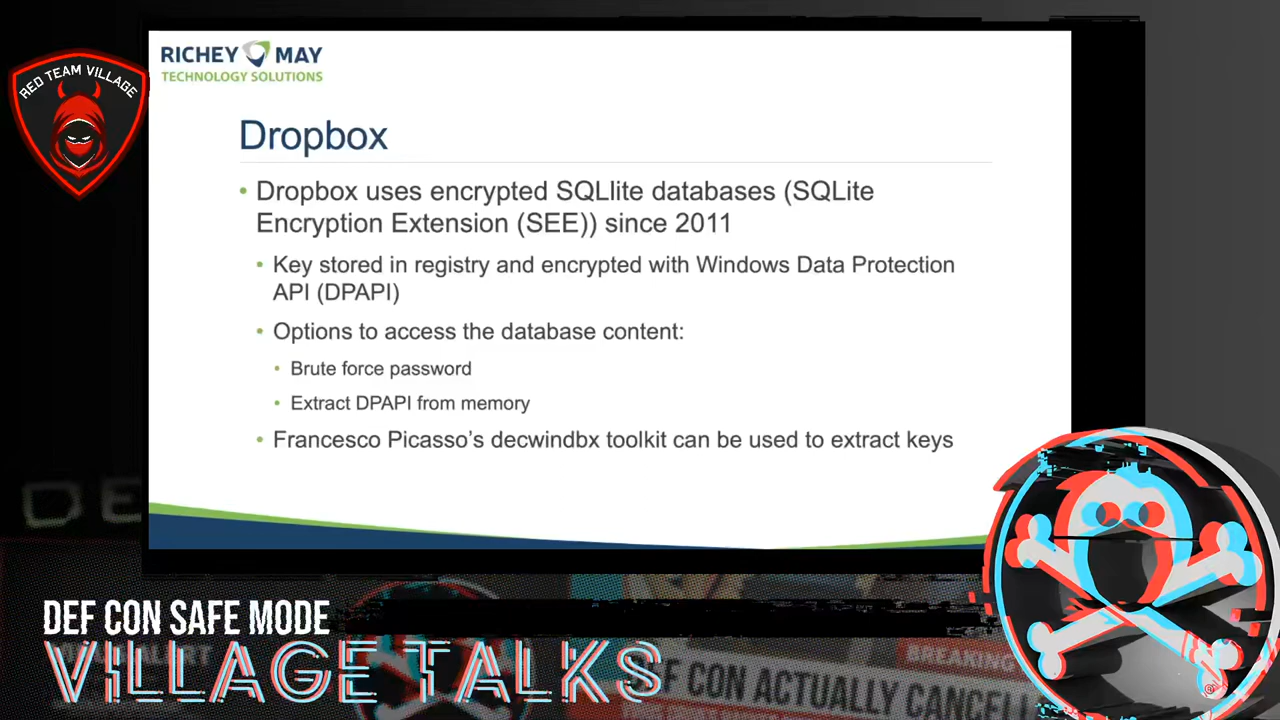 RICHEY MAY
TECHNOLOGY SOLUTIONS
RED TEAM VILLAGE
Dropbox
• Dropbox uses encrypted SQLlite databases (SQLite
Encryption Extension (SEE)) since 2011
• Key stored in registry and encrypted with Windows Data Protection
API (DPAPI)
• Options to access the database content:
• Brute force password
• Extract DPAPI from memory
• Francesco Picasso's decwindbx toolkit can be used to extract keys
DEF CON SAFE MODE
VILLAGE TALKS
BREAKING
DEF CON ACTUALLY CANCELL